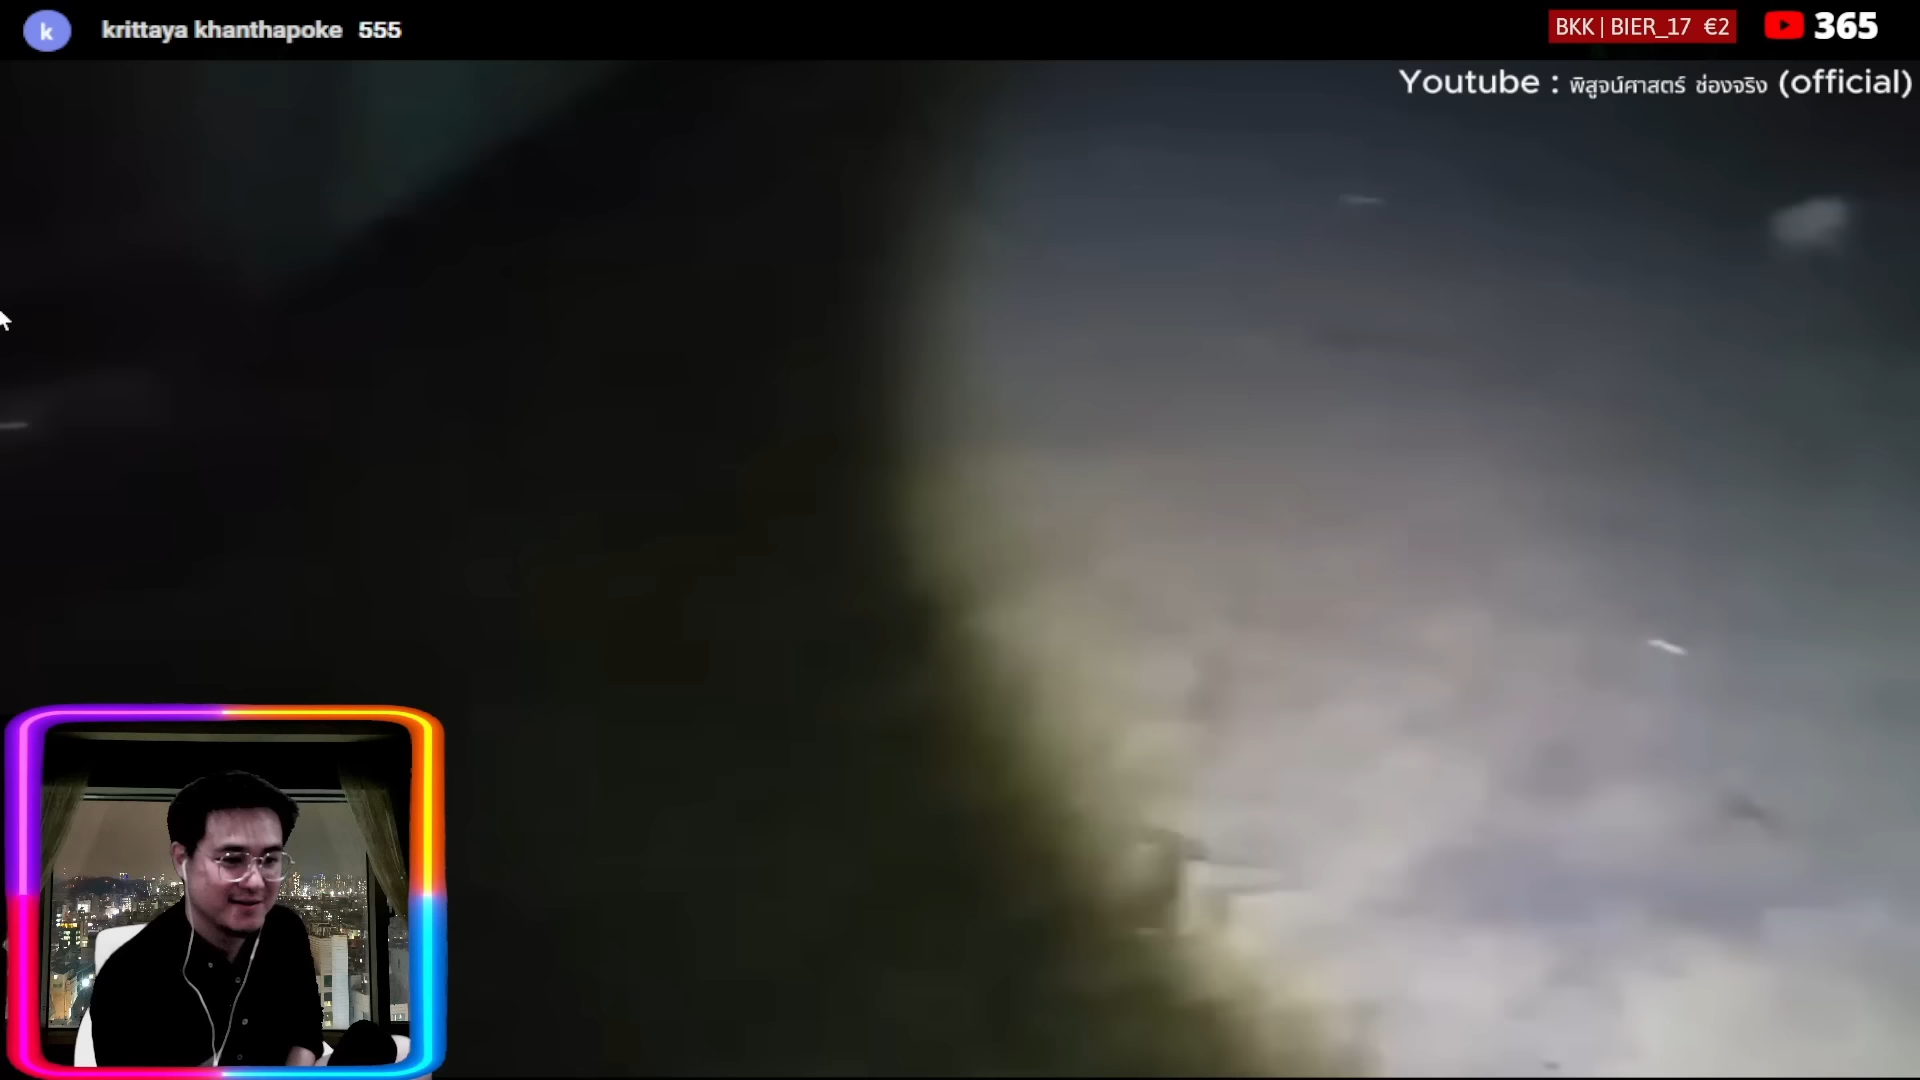 k krittaya khanthapoke 555
BKK | BIER_17 €2
365
Youtube : พิสูจน์ศาสตร์ ช่องจริง (official)